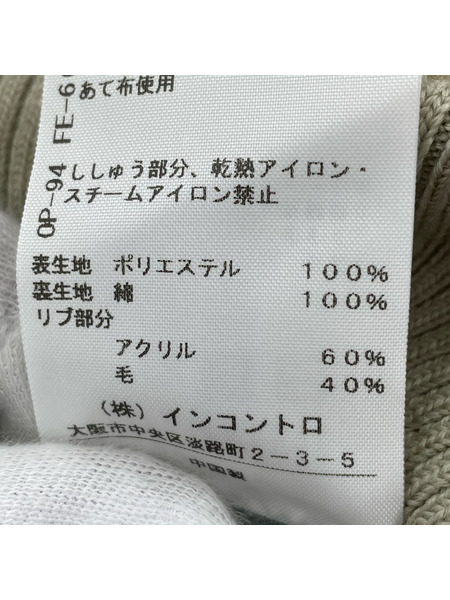 あて布使用
ししゅう部分、乾熱アイロン・
スチームアイロン禁止
表生地 ポリエステル 100%
裏生地 綿 100%
リブ部分
アクリル 60%
毛 40%
(株) インコントロ
大阪市中央区淡路町2-3-5
中国製
OP-94 FE-6